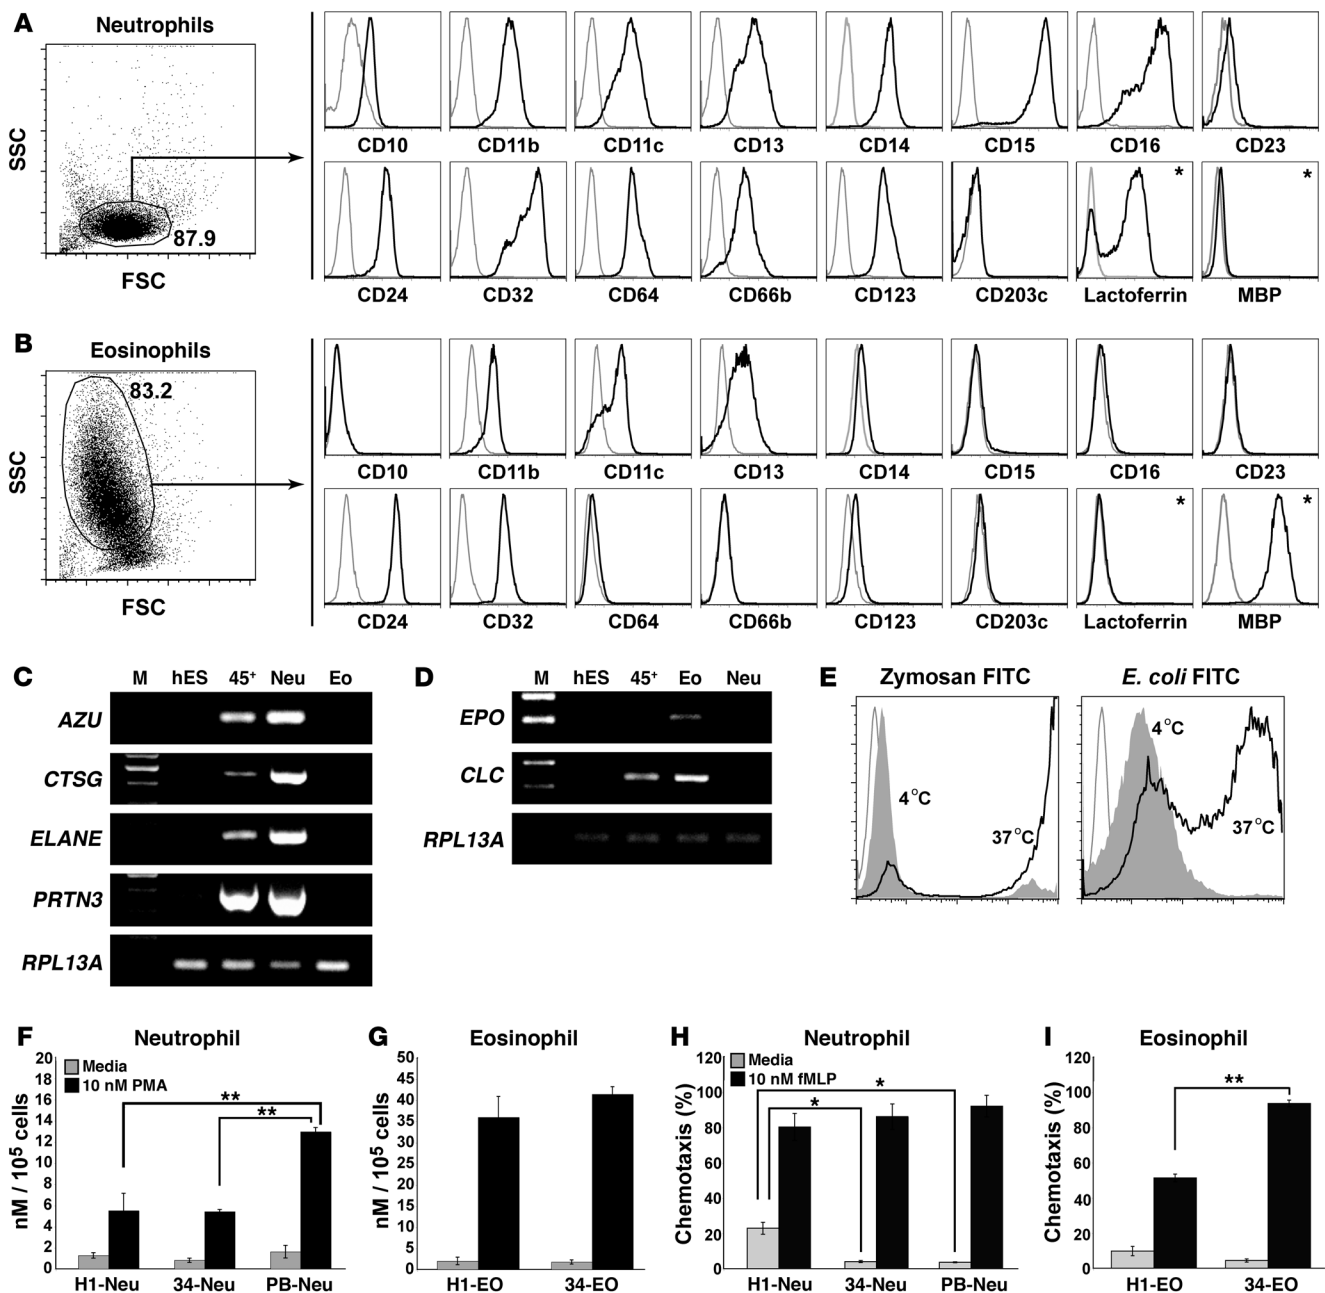 A Neutrophils
SSC
87.9
FSC
CD10 CD11b CD11c CD13 CD14 CD15 CD16 CD23
* *
CD24 CD32 CD64 CD66b CD123 CD203c Lactoferrin MBP
B Eosinophils
SSC
83.2
FSC
CD10 CD11b CD11c CD13 CD14 CD15 CD16 CD23
* *
CD24 CD32 CD64 CD66b CD123 CD203c Lactoferrin MBP
C M hES 45+ Neu Eo
AZU
CTSG
ELANE
PRTN3
RPL13A
D M hES 45+ Eo Neu
EPO
CLC
RPL13A
E Zymosan FITC E. coli FITC
4°C 37°C
4°C 37°C
F Neutrophil
Media
10 nM PMA
** **
nM / 10⁵ cells
20
18
16
14
12
10
8
6
4
2
0
H1-Neu 34-Neu PB-Neu
G Eosinophil
nM / 10⁵ cells
50
45
40
35
30
25
20
15
10
5
0
H1-EO 34-EO
H Neutrophil
Media
10 nM fMLP
* *
Chemotaxis (%)
120
100
80
60
40
20
0
H1-Neu 34-Neu PB-Neu
I Eosinophil
**
Chemotaxis (%)
120
100
80
60
40
20
0
H1-EO 34-EO